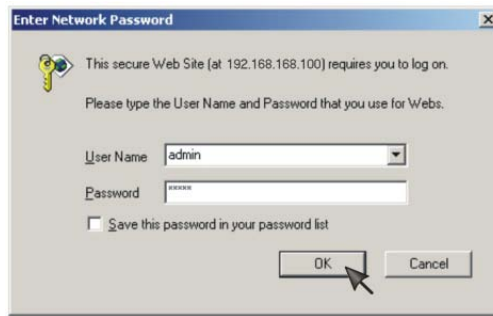 Enter Network Password
This secure Web Site (at 192.168.168.100) requires you to log on.
Please type the User Name and Password that you use for Webs.
User Name admin
Password xxxxx
Save this password in your password list
OK Cancel